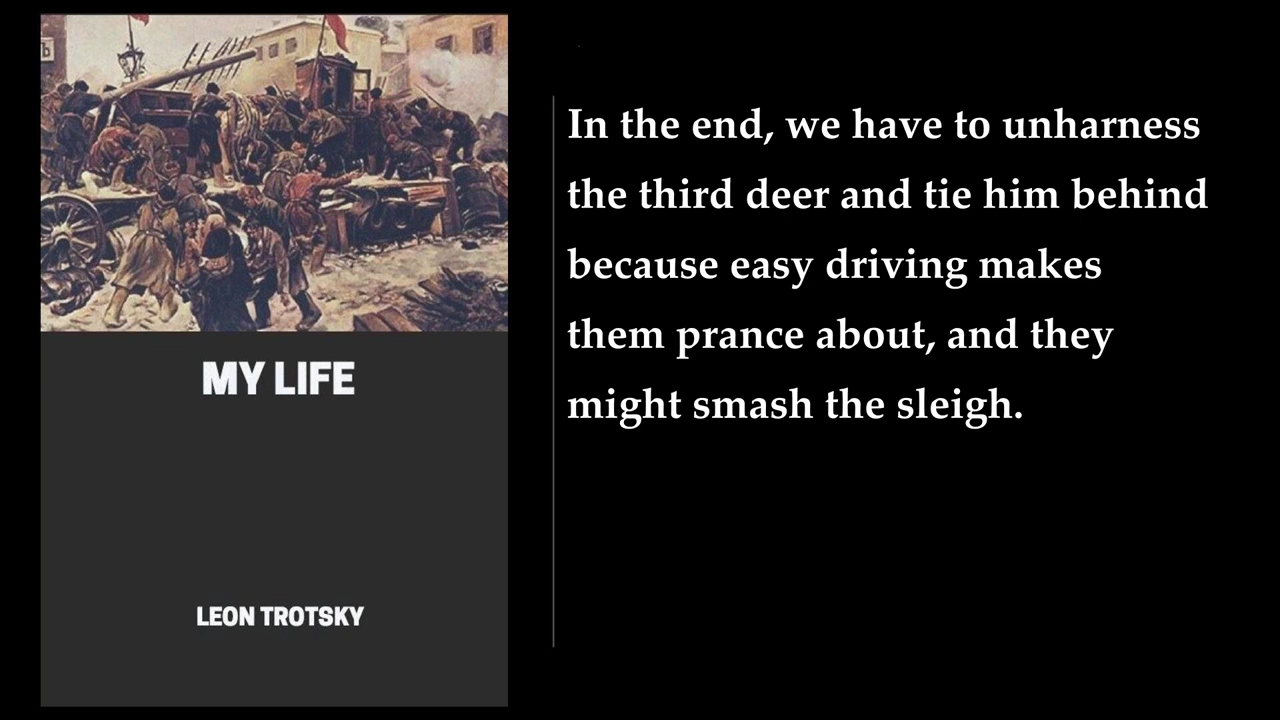 MY LIFE
LEON TROTSKY
In the end, we have to unharness
the third deer and tie him behind
because easy driving makes
them prance about, and they
might smash the sleigh.